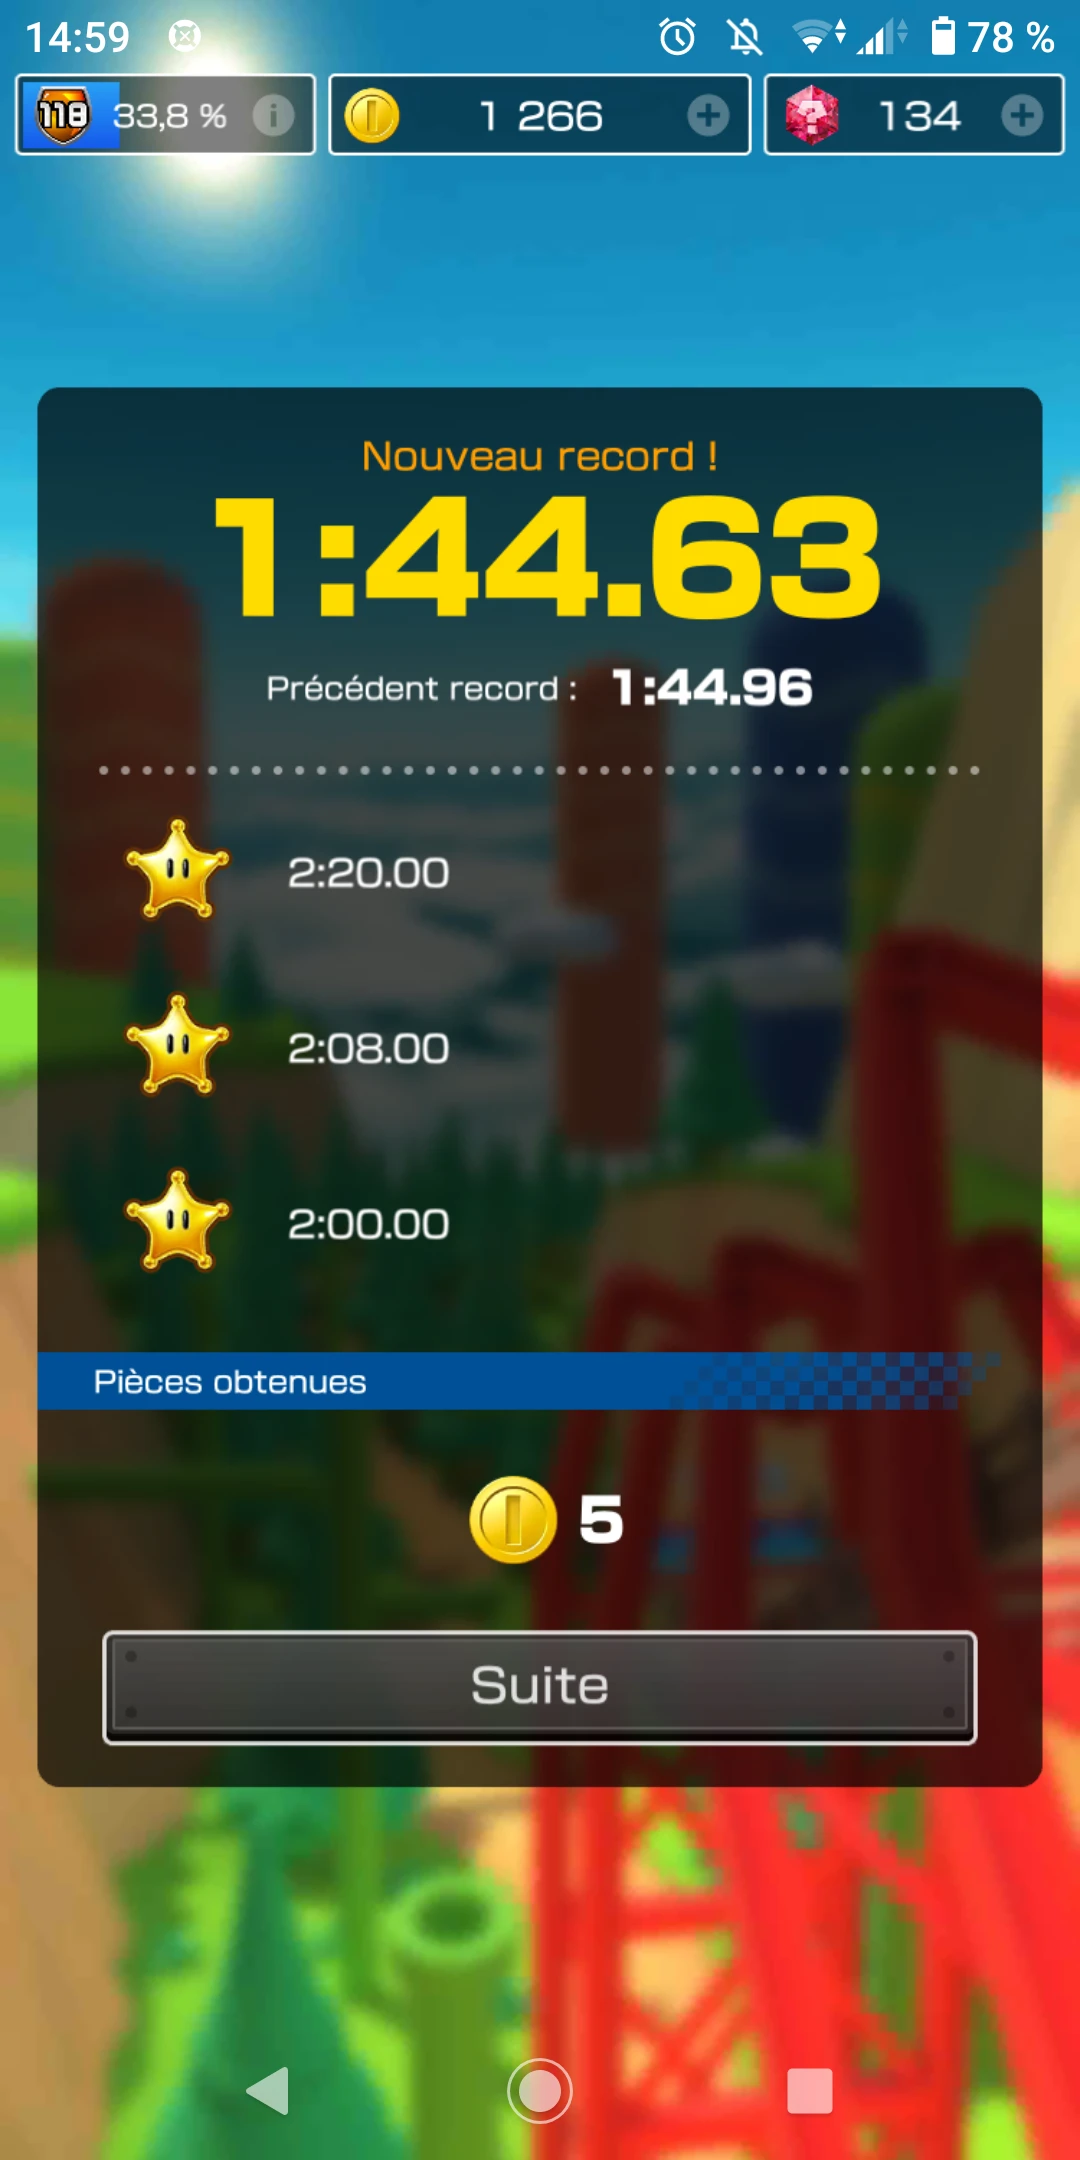 14:59 78 %
118 33,8 % i 1 266 + 134 +
Nouveau record !
1:44.63
Précédent record : 1:44.96
2:20.00
2:08.00
2:00.00
Pièces obtenues
5
Suite